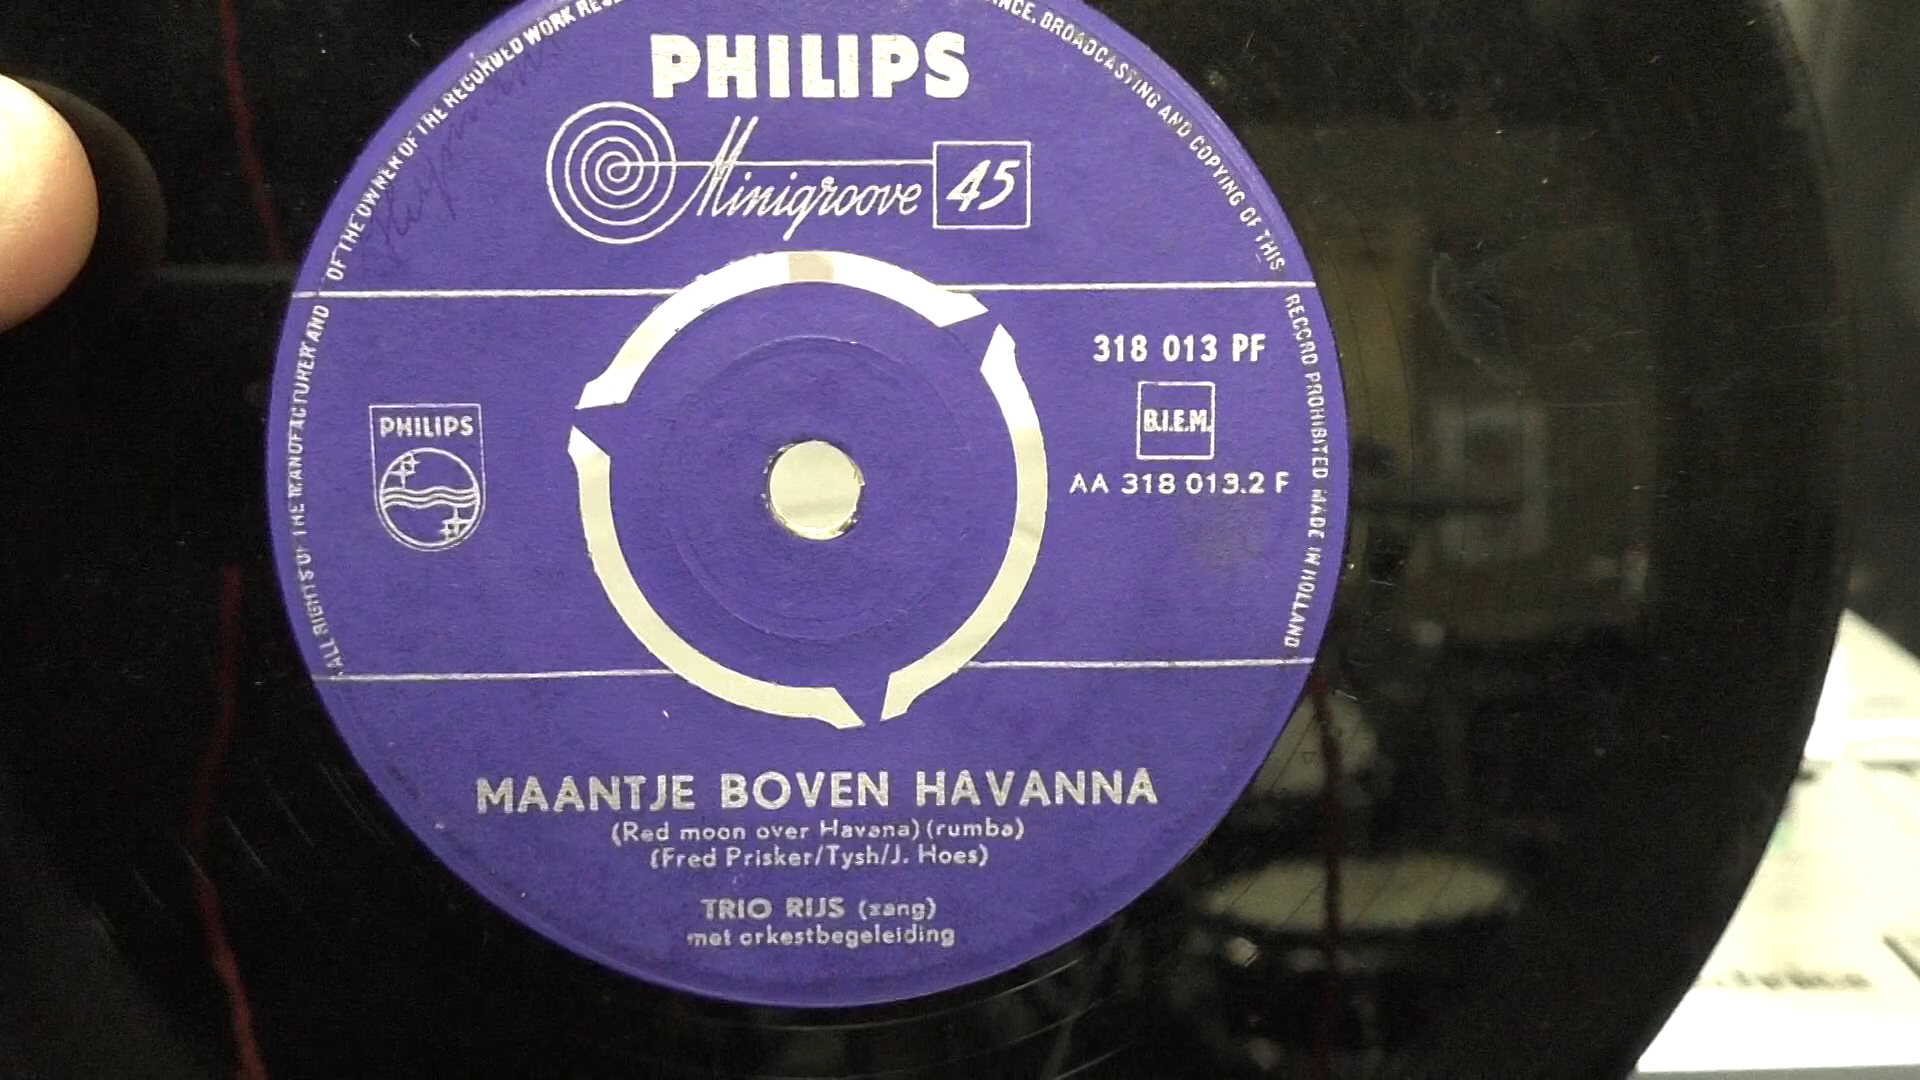 PHILIPS
Minigroove 45
318 013 PF
PHILIPS
B.I.E.M.
AA 318 013.2 F
MAANTJE BOVEN HAVANNA
(Red moon over Havana) (rumba)
(Fred Prisker/Tysh/J. Hoes)
TRIO RIJS (zang)
met orkestbegeleiding
ALL RIGHTS OF THE MANUFACTURER AND OF THE OWNER OF THE RECORDED WORK
BROADCASTING AND COPYING OF THIS RECORD PROHIBITED MADE IN HOLLAND